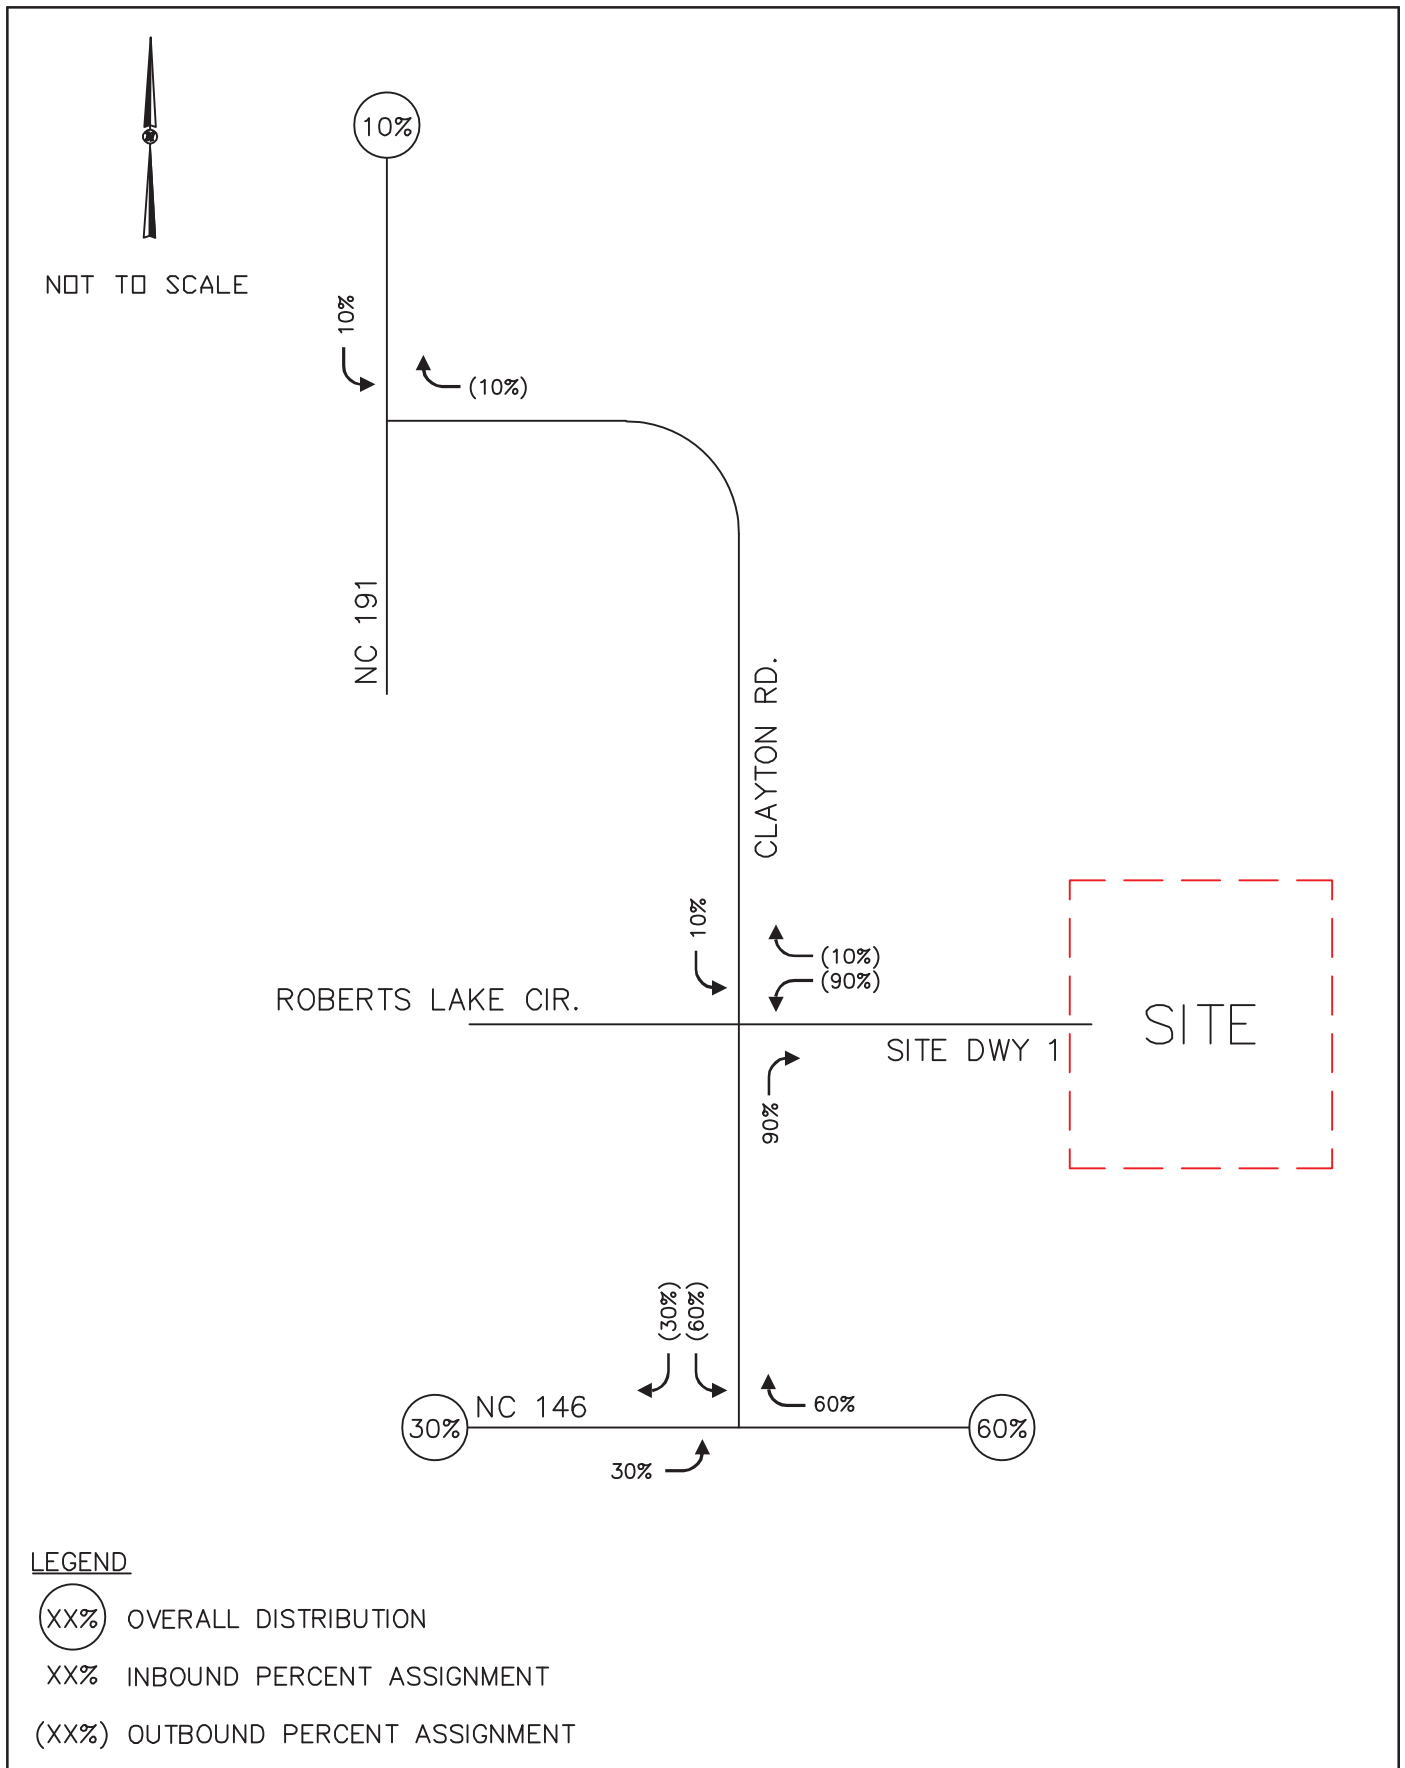 10%
NOT TO SCALE
10%
(10%)
NC 191
CLAYTON RD.
10%
(10%)
(90%)
ROBERTS LAKE CIR.
SITE
SITE DWY 1
90%
(30%)
(60%)
NC 146
60%
30%
60%
30%
LEGEND
XX% OVERALL DISTRIBUTION
XX% INBOUND PERCENT ASSIGNMENT
(XX%) OUTBOUND PERCENT ASSIGNMENT